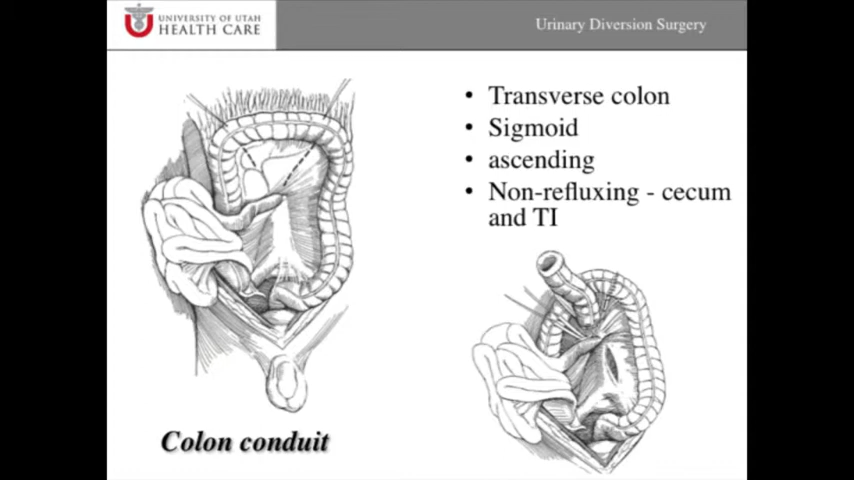 UNIVERSITY OF UTAH
HEALTH CARE
Urinary Diversion Surgery
• Transverse colon
• Sigmoid
• ascending
• Non-refluxing - cecum
and TI
Colon conduit